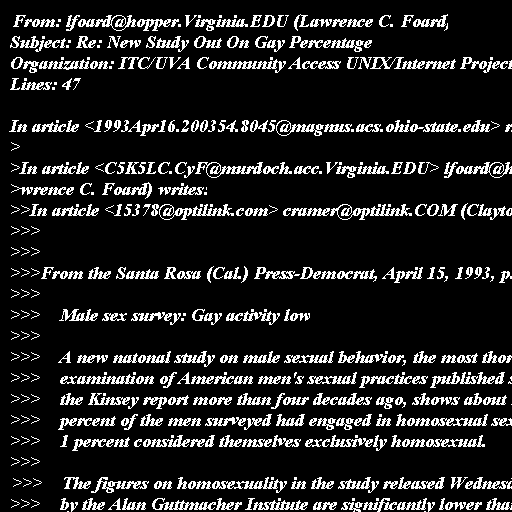 From: lfoard@hopper.Virginia.EDU (Lawrence C. Foard,
Subject: Re: New Study Out On Gay Percentage
Organization: ITC/UVA Community Access UNIX/Internet Project
Lines: 47

In article <1993Apr16.200354.8045@magnus.acs.ohio-state.edu>
>
>In article <C5K5LC.CyF@murdoch.acc.Virginia.EDU>
>wrence C. Foard) writes:
>>In article <15378@optilink.com> cramer@optilink.COM (Clayto
>>>
>>>
>>>From the Santa Rosa (Cal.) Press-Democrat, April 15, 1993, p.
>>>
>>>    Male sex survey: Gay activity low
>>>
>>>    A new natonal study on male sexual behavior, the most thor
>>>    examination of American men's sexual practices published
>>>    the Kinsey report more than four decades ago, shows about
>>>    percent of the men surveyed had engaged in homosexual sex
>>>    1 percent considered themselves exclusively homosexual.
>>>
>>>    The figures on homosexuality in the study released Wednesd
>>>    by the Alan Guttmacher Institute are significantly lower tha